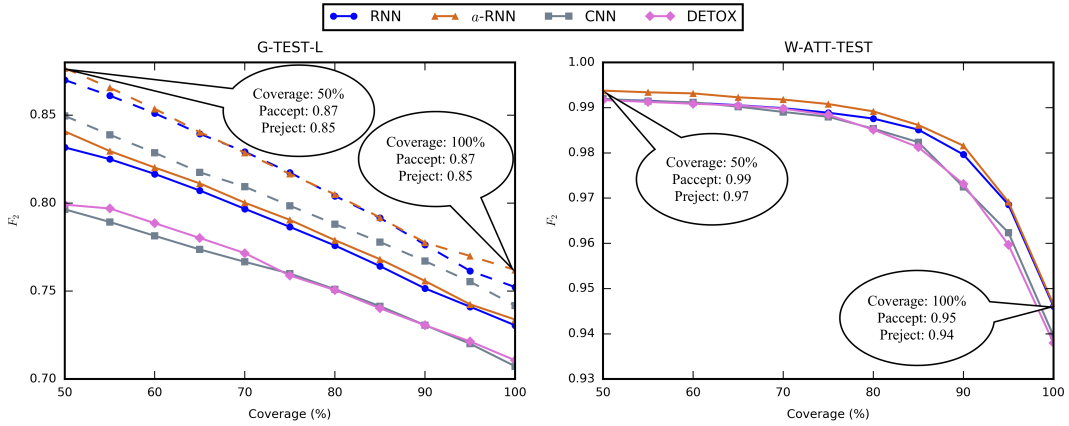 RNN a-RNN CNN DETOX
G-TEST-L
0.85
0.80
0.75
0.70
F₂
50 60 70 80 90 100
Coverage (%)
Coverage: 50%
Paccept: 0.87
Preject: 0.85
Coverage: 100%
Paccept: 0.87
Preject: 0.85
W-ATT-TEST
1.00
0.99
0.98
0.97
0.96
0.95
0.94
0.93
F₂
50 60 70 80 90 100
Coverage (%)
Coverage: 50%
Paccept: 0.99
Preject: 0.97
Coverage: 100%
Paccept: 0.95
Preject: 0.94